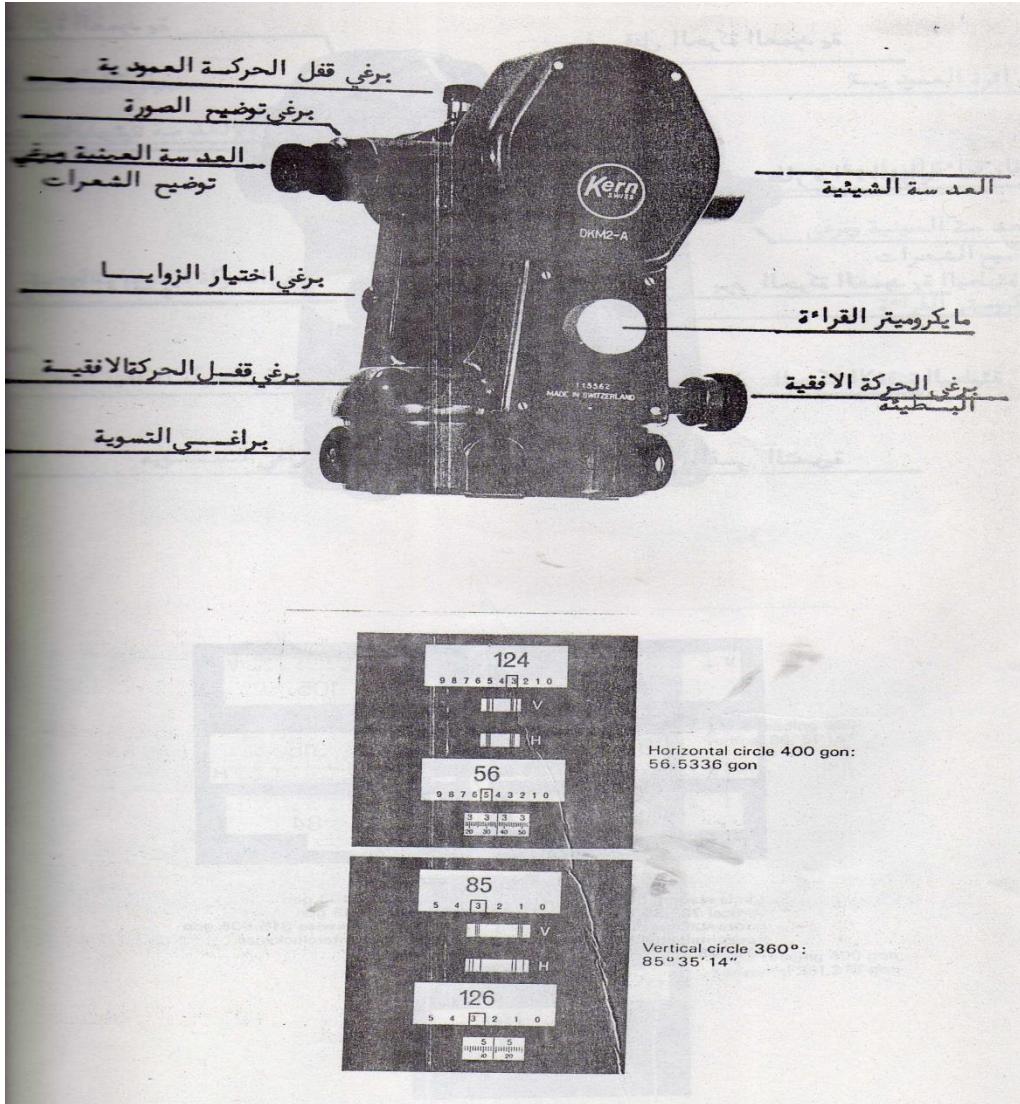 برغي قفل الحركة العمودية
برغي توضيح الصورة
العدسة العينية وبرغي
توضيح الشعرات
برغي اختيار الزوايا
برغي قفل الحركة الافقية
براغي التسوية
العدسة الشيئية
مايكروميتر القراءة
برغي الحركة الافقية
البطيئة
Kern
SWISS
DKM2-A
115562
MADE IN SWITZERLAND
124
9 8 7 6 5 4 3 2 1 0
V
H
56
9 8 7 6 5 4 3 2 1 0
3 3 3 3
20 30 40 50
Horizontal circle 400 gon:
56.5336 gon
85
5 4 3 2 1 0
V
H
126
5 4 3 2 1 0
5 5
20
Vertical circle 360°:
85° 35' 14"